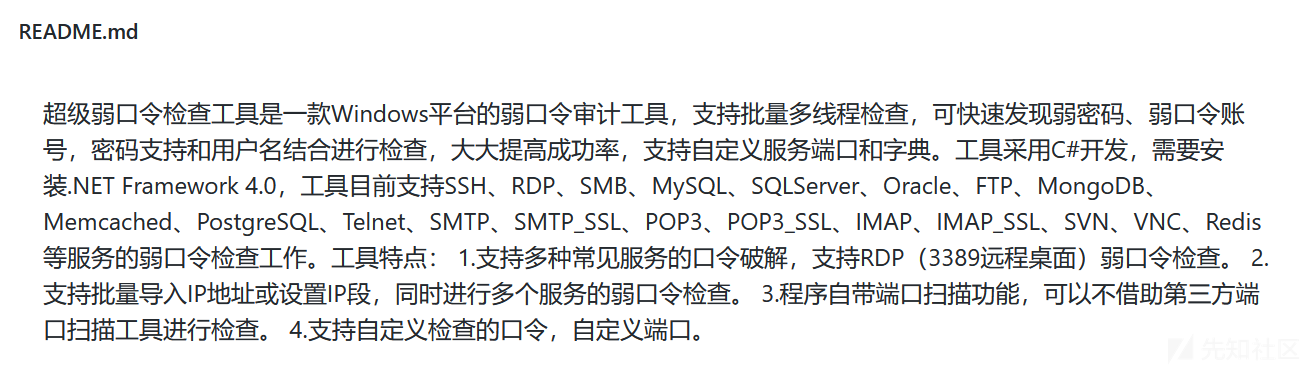 README.md
超级弱口令检查工具是一款Windows平台的弱口令审计工具，支持批量多线程检查，可快速发现弱密码、弱口令账
号，密码支持和用户名结合进行检查，大大提高成功率，支持自定义服务端口和字典。工具采用C#开发，需要安
装.NET Framework 4.0，工具目前支持SSH、RDP、SMB、MySQL、SQLServer、Oracle、FTP、MongoDB、
Memcached、PostgreSQL、Telnet、SMTP、SMTP_SSL、POP3、POP3_SSL、IMAP、IMAP_SSL、SVN、VNC、Redis
等服务的弱口令检查工作。工具特点： 1.支持多种常见服务的口令破解，支持RDP（3389远程桌面）弱口令检查。 2.
支持批量导入IP地址或设置IP段，同时进行多个服务的弱口令检查。 3.程序自带端口扫描功能，可以不借助第三方端
口扫描工具进行检查。 4.支持自定义检查的口令，自定义端口。
先知社区